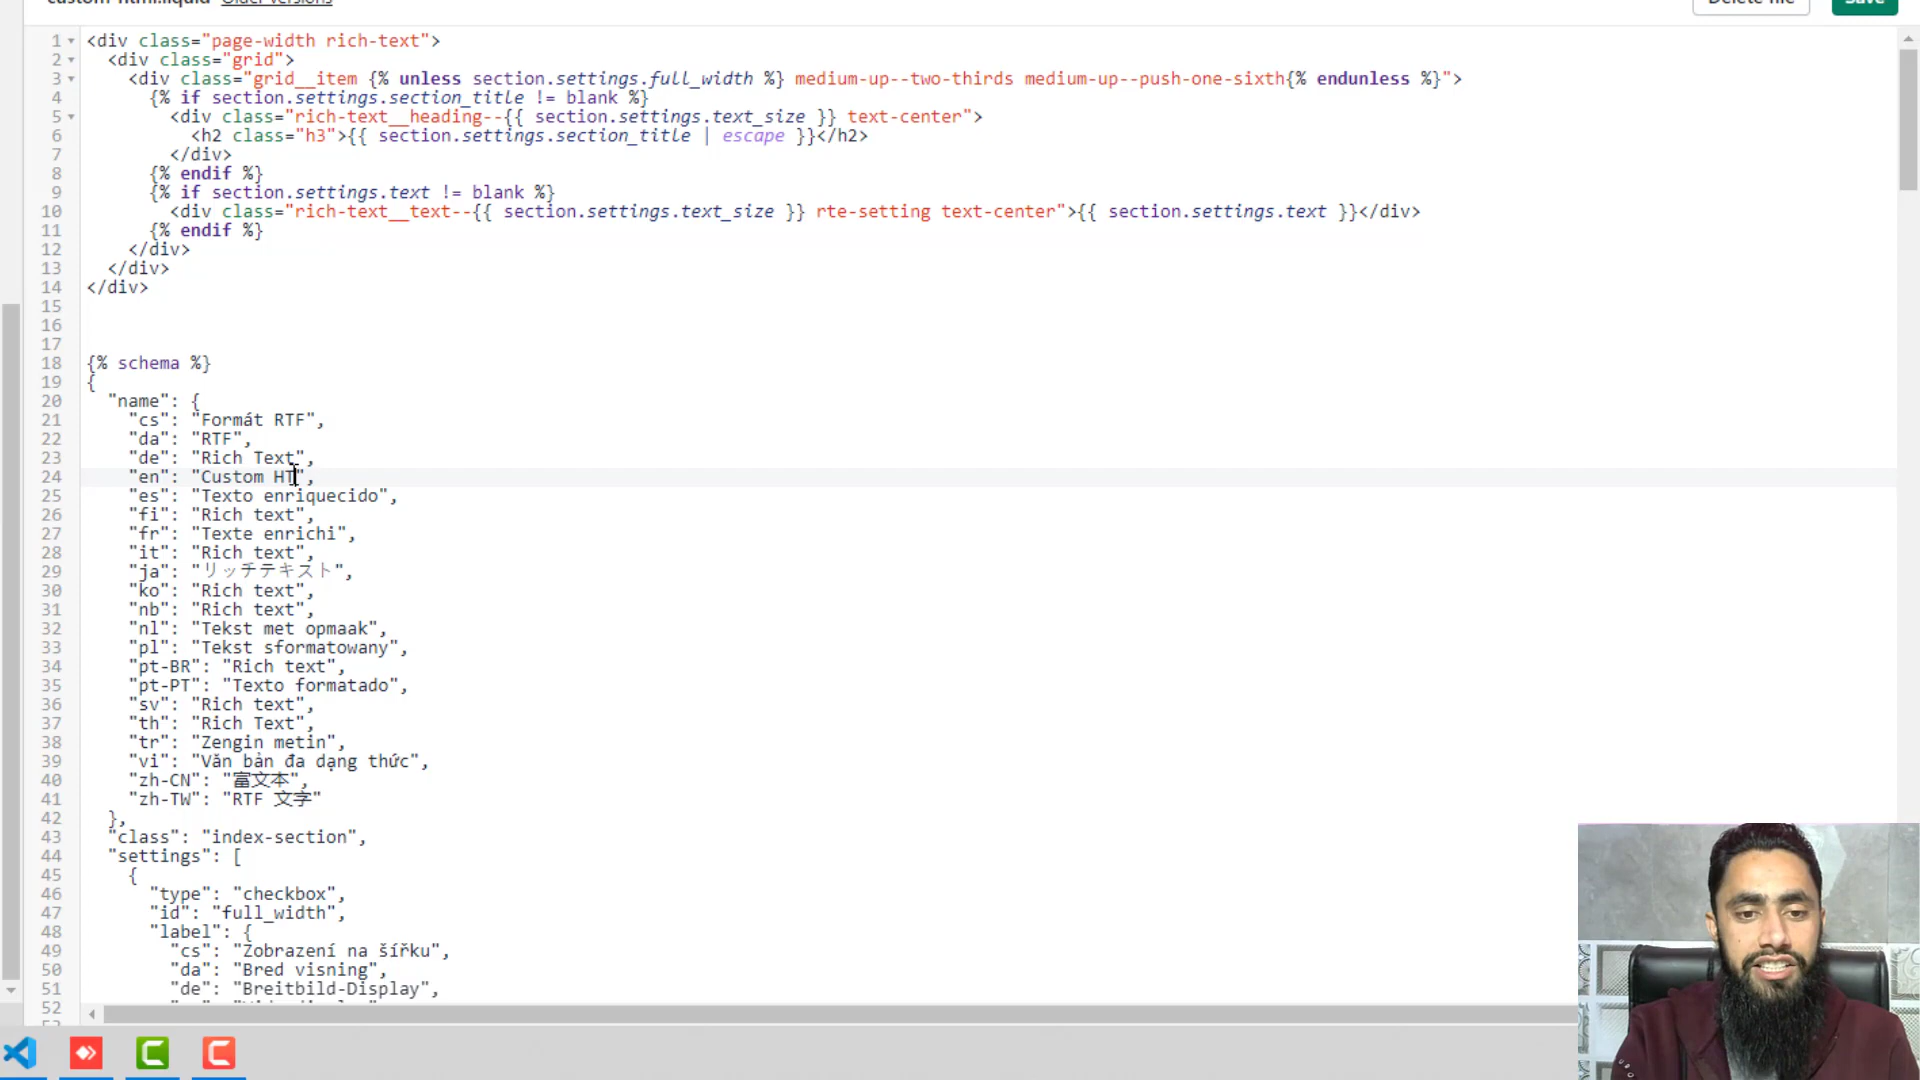 custom-html.liquid Older versions Delete file Save
1 <div class="page-width rich-text">
2 <div class="grid">
3 <div class="grid__item {% unless section.settings.full_width %} medium-up--two-thirds medium-up--push-one-sixth{% endunless %}">
4 {% if section.settings.section_title != blank %}
5 <div class="rich-text__heading--{{ section.settings.text_size }} text-center">
6 <h2 class="h3">{{ section.settings.section_title | escape }}</h2>
7 </div>
8 {% endif %}
9 {% if section.settings.text != blank %}
10 <div class="rich-text__text--{{ section.settings.text_size }} rte-setting text-center">{{ section.settings.text }}</div>
11 {% endif %}
12 </div>
13 </div>
14 </div>
15
16
17
18 {% schema %}
19 {
20 "name": {
21 "cs": "Formát RTF",
22 "da": "RTF",
23 "de": "Rich Text",
24 "en": "Custom HT",
25 "es": "Texto enriquecido",
26 "fi": "Rich text",
27 "fr": "Texte enrichi",
28 "it": "Rich text",
29 "ja": "リッチテキスト",
30 "ko": "Rich text",
31 "nb": "Rich text",
32 "nl": "Tekst met opmaak",
33 "pl": "Tekst sformatowany",
34 "pt-BR": "Rich text",
35 "pt-PT": "Texto formatado",
36 "sv": "Rich text",
37 "th": "Rich Text",
38 "tr": "Zengin metin",
39 "vi": "Văn bản đa dạng thức",
40 "zh-CN": "富文本",
41 "zh-TW": "RTF 文字"
42 },
43 "class": "index-section",
44 "settings": [
45 {
46 "type": "checkbox",
47 "id": "full_width",
48 "label": {
49 "cs": "Zobrazení na šířku",
50 "da": "Bred visning",
51 "de": "Breitbild-Display",
52